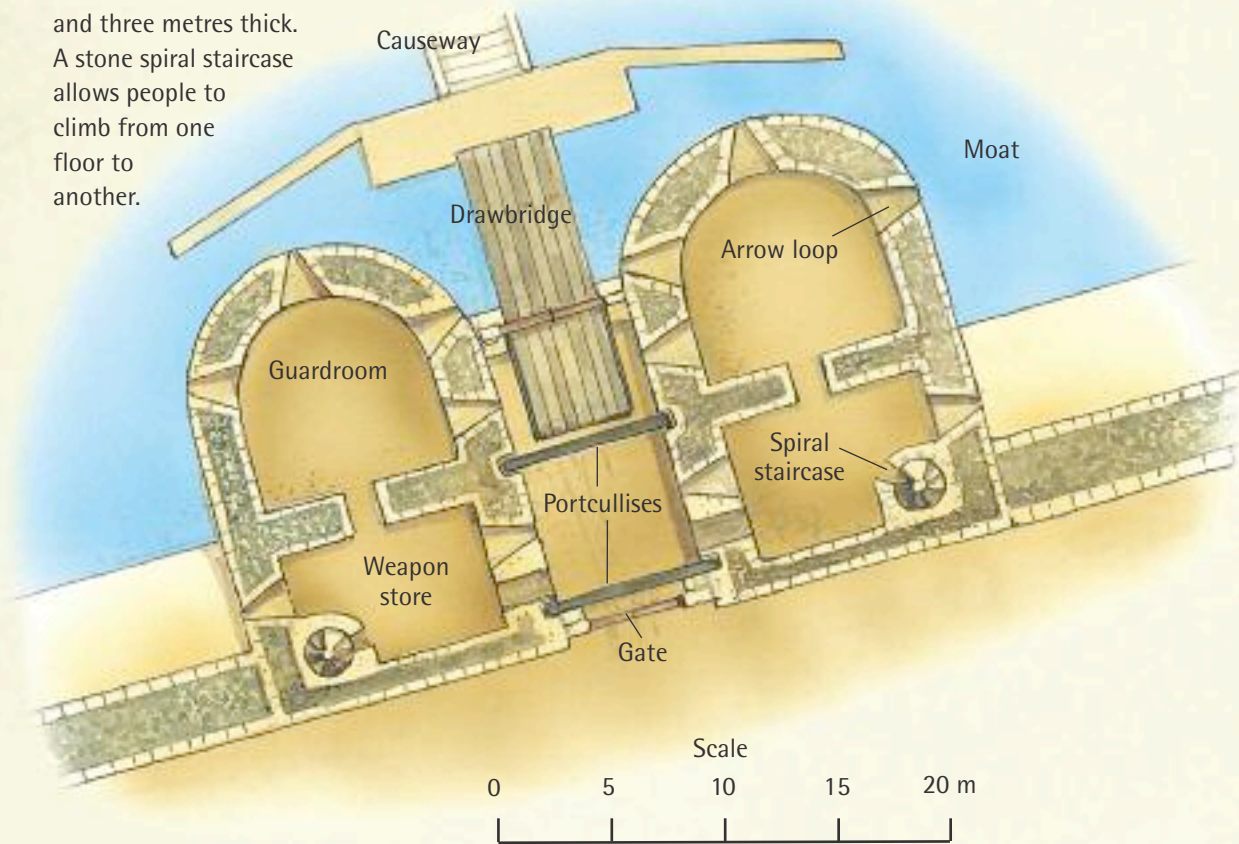 and three metres thick.
A stone spiral staircase
allows people to
climb from one
floor to
another.
Causeway
Moat
Drawbridge
Arrow loop
Guardroom
Spiral
staircase
Portcullises
Weapon
store
Gate
Scale
0 5 10 15 20 m